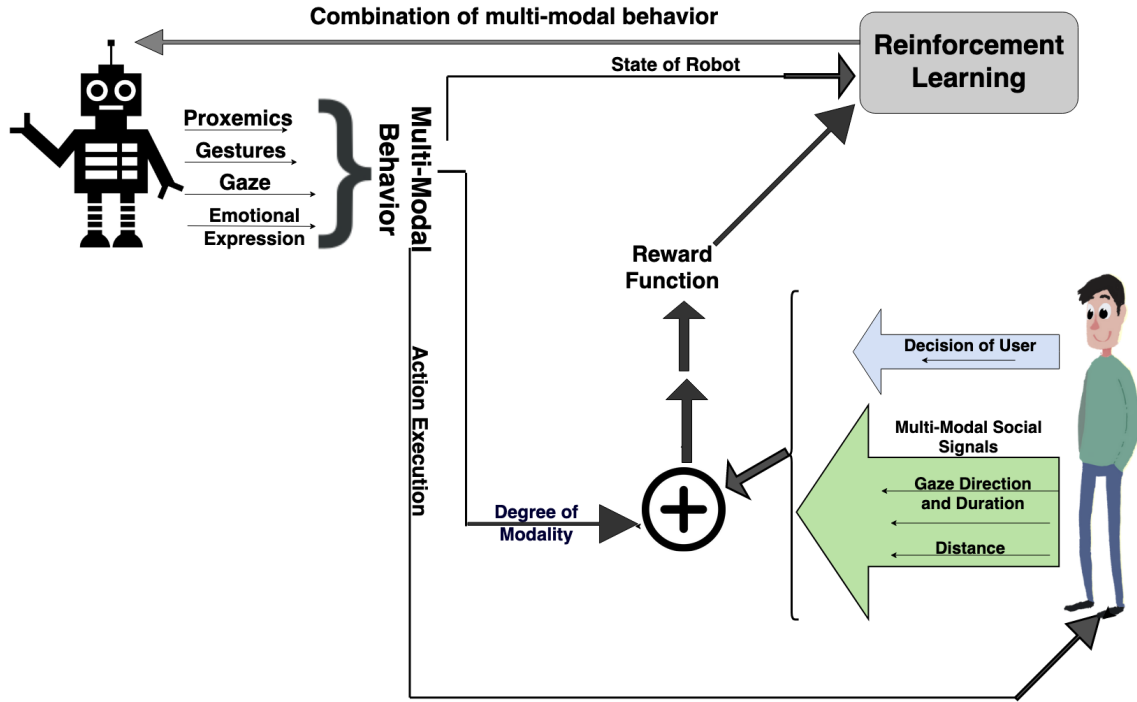 Combination of multi-modal behavior
Reinforcement
Learning
State of Robot
Proxemics
Gestures
Gaze
Emotional
Expression
Multi-Modal
Behavior
Reward
Function
Decision of User
Action Execution
Multi-Modal Social
Signals
Gaze Direction
and Duration
Distance
Degree of
Modality